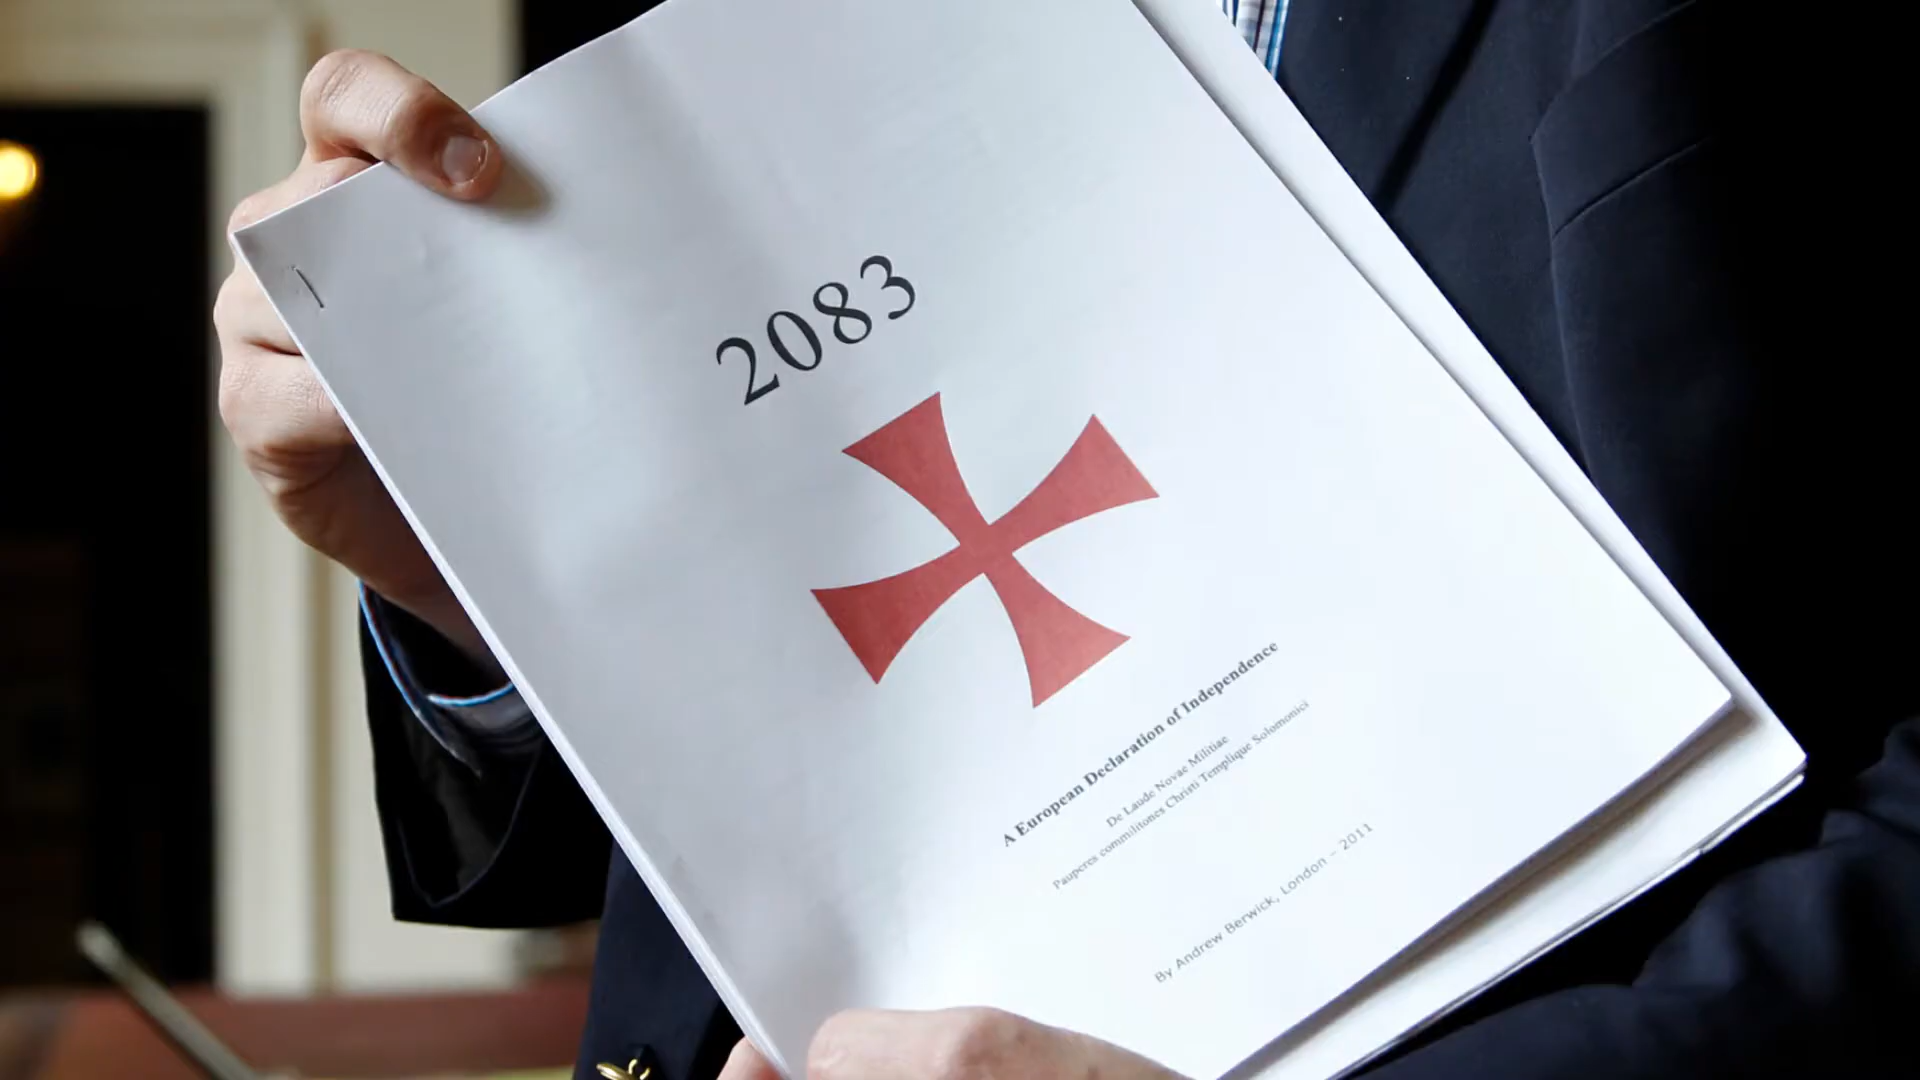 2083
A European Declaration of Independence
De Laude Novae Militiae
Pauperes commilitones Christi Templique Solomonici
By Andrew Berwick, London – 2011